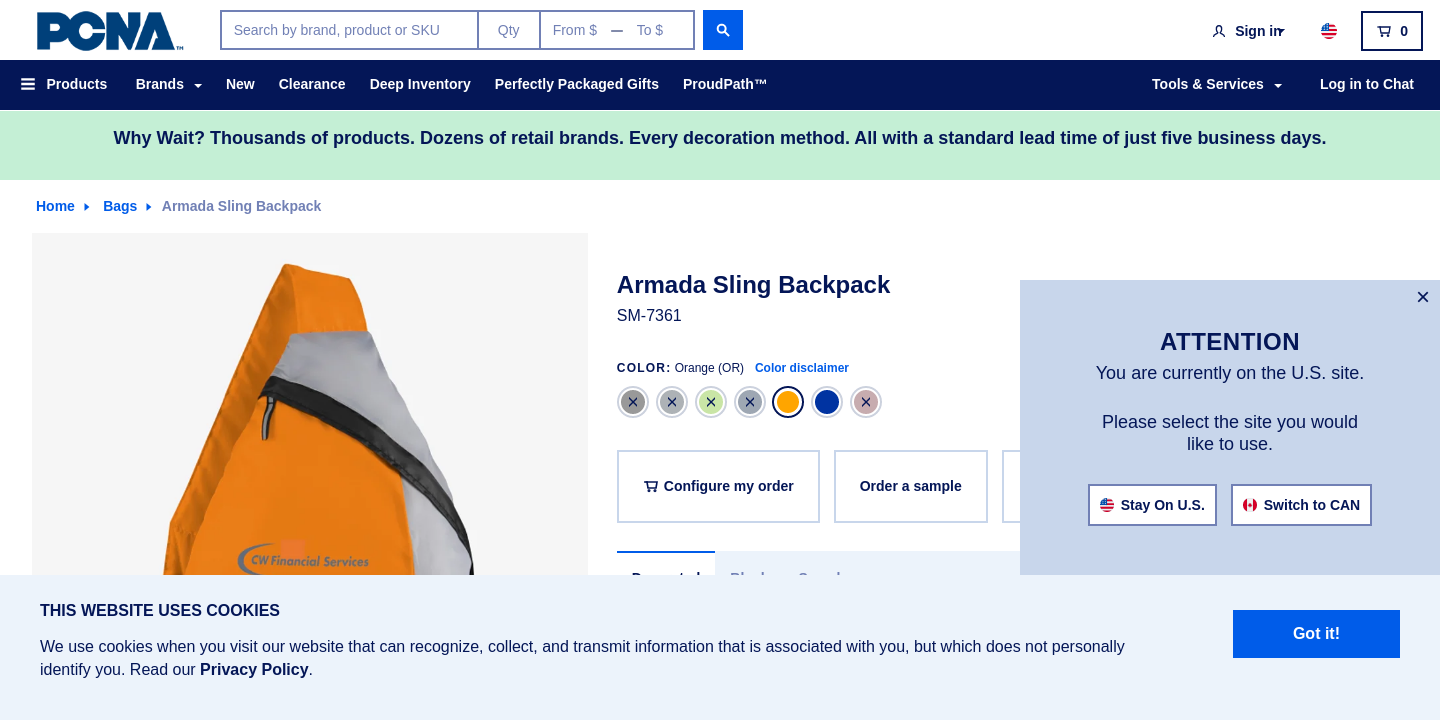 PCNA™
Search by brand, product or SKU
Qty
From $ — To $
Sign in
0
Products
Brands
New
Clearance
Deep Inventory
Perfectly Packaged Gifts
ProudPath™
Tools & Services
Log in to Chat
Why Wait? Thousands of products. Dozens of retail brands. Every decoration method. All with a standard lead time of just five business days.
Home
Bags
Armada Sling Backpack
CW Financial Services
Armada Sling Backpack
SM-7361
COLOR: Orange (OR) Color disclaimer
Configure my order
Order a sample
×
ATTENTION
You are currently on the U.S. site.
Please select the site you would
like to use.
Stay On U.S.
Switch to CAN
THIS WEBSITE USES COOKIES
We use cookies when you visit our website that can recognize, collect, and transmit information that is associated with you, but which does not personally
identify you. Read our Privacy Policy.
Got it!